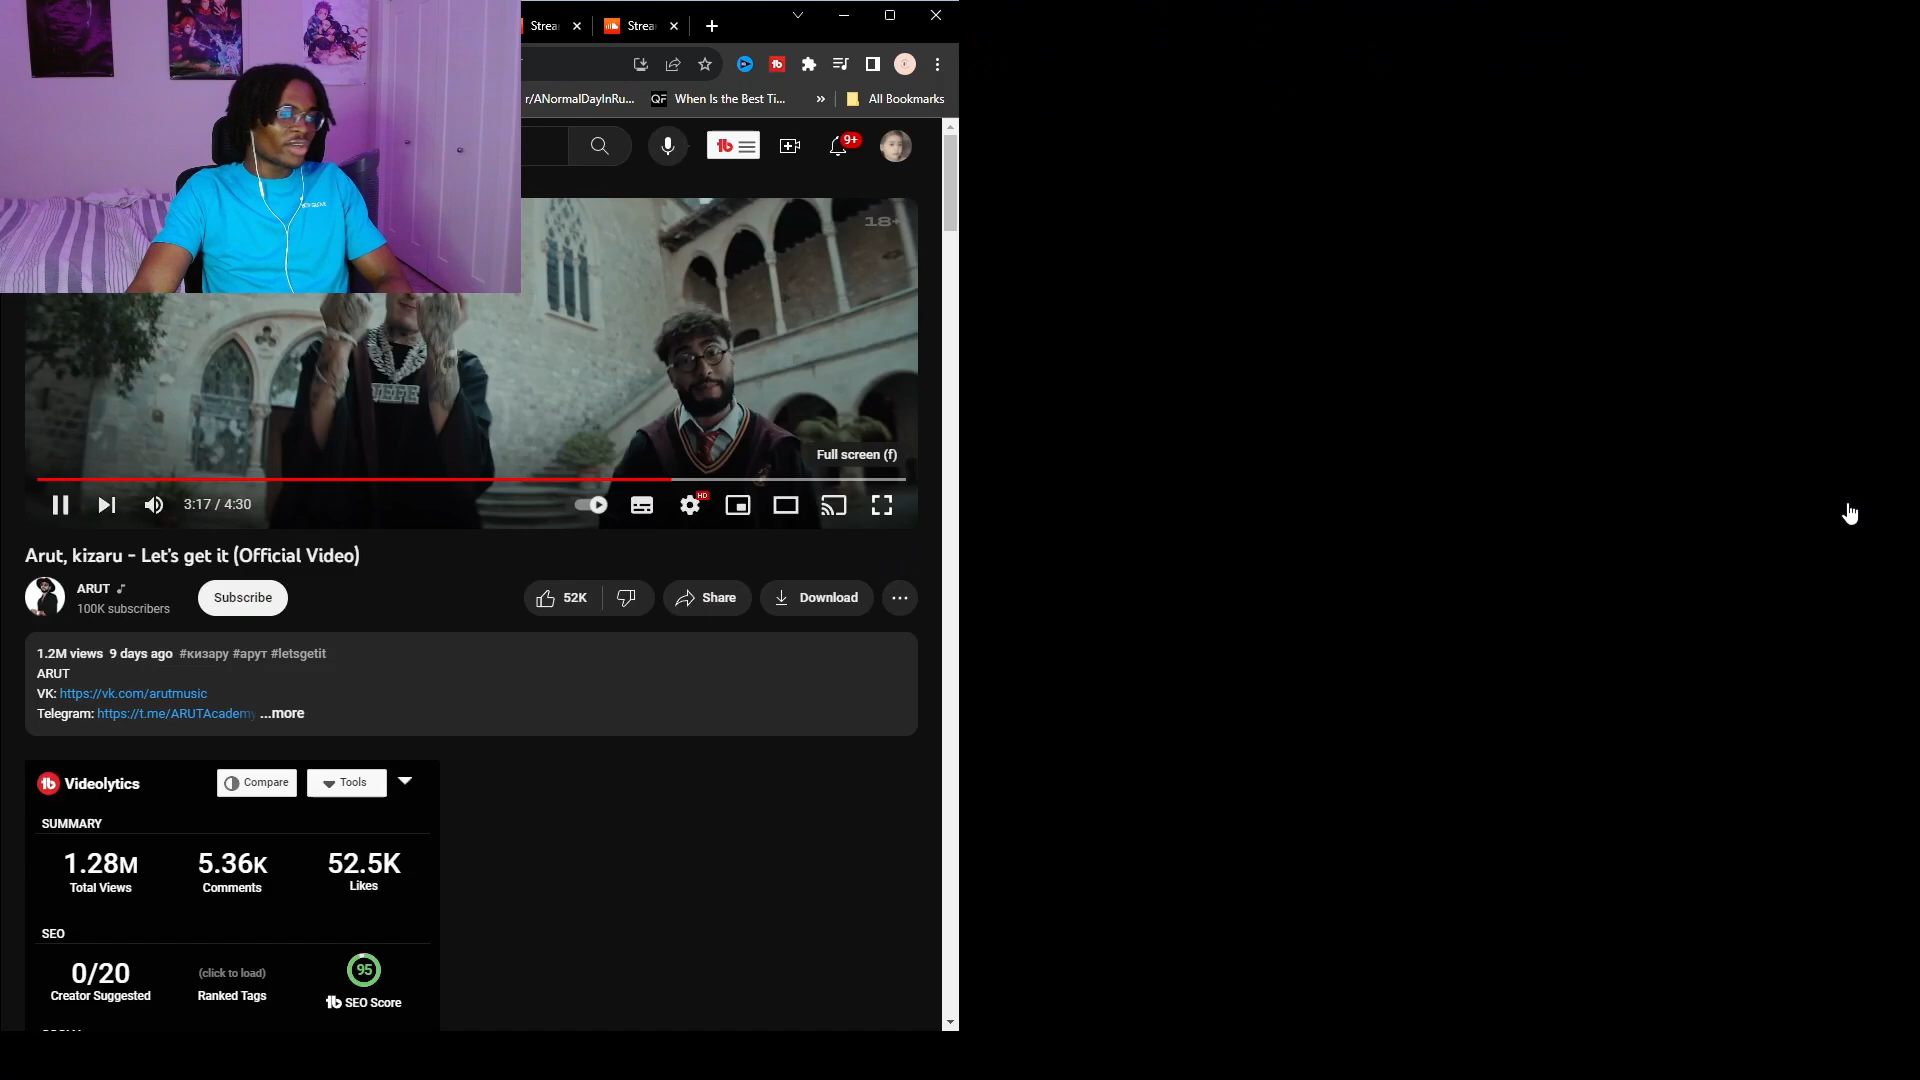 Strea
Strea
r/ANormalDayInRu...
QF
When Is the Best Ti...
»
All Bookmarks
9+
18+
Full screen (f)
3:17 / 4:30
HD
Arut, kizaru - Let's get it (Official Video)
ARUT
100K subscribers
Subscribe
52K
Share
Download
1.2M views 9 days ago #кизару #арут #letsgetit
ARUT
VK: https://vk.com/arutmusic
Telegram: https://t.me/ARUTAcademy ...more
Videolytics
Compare
Tools
SUMMARY
1.28M
5.36K
52.5K
Total Views
Comments
Likes
SEO
0/20
(click to load)
95
Creator Suggested
Ranked Tags
SEO Score